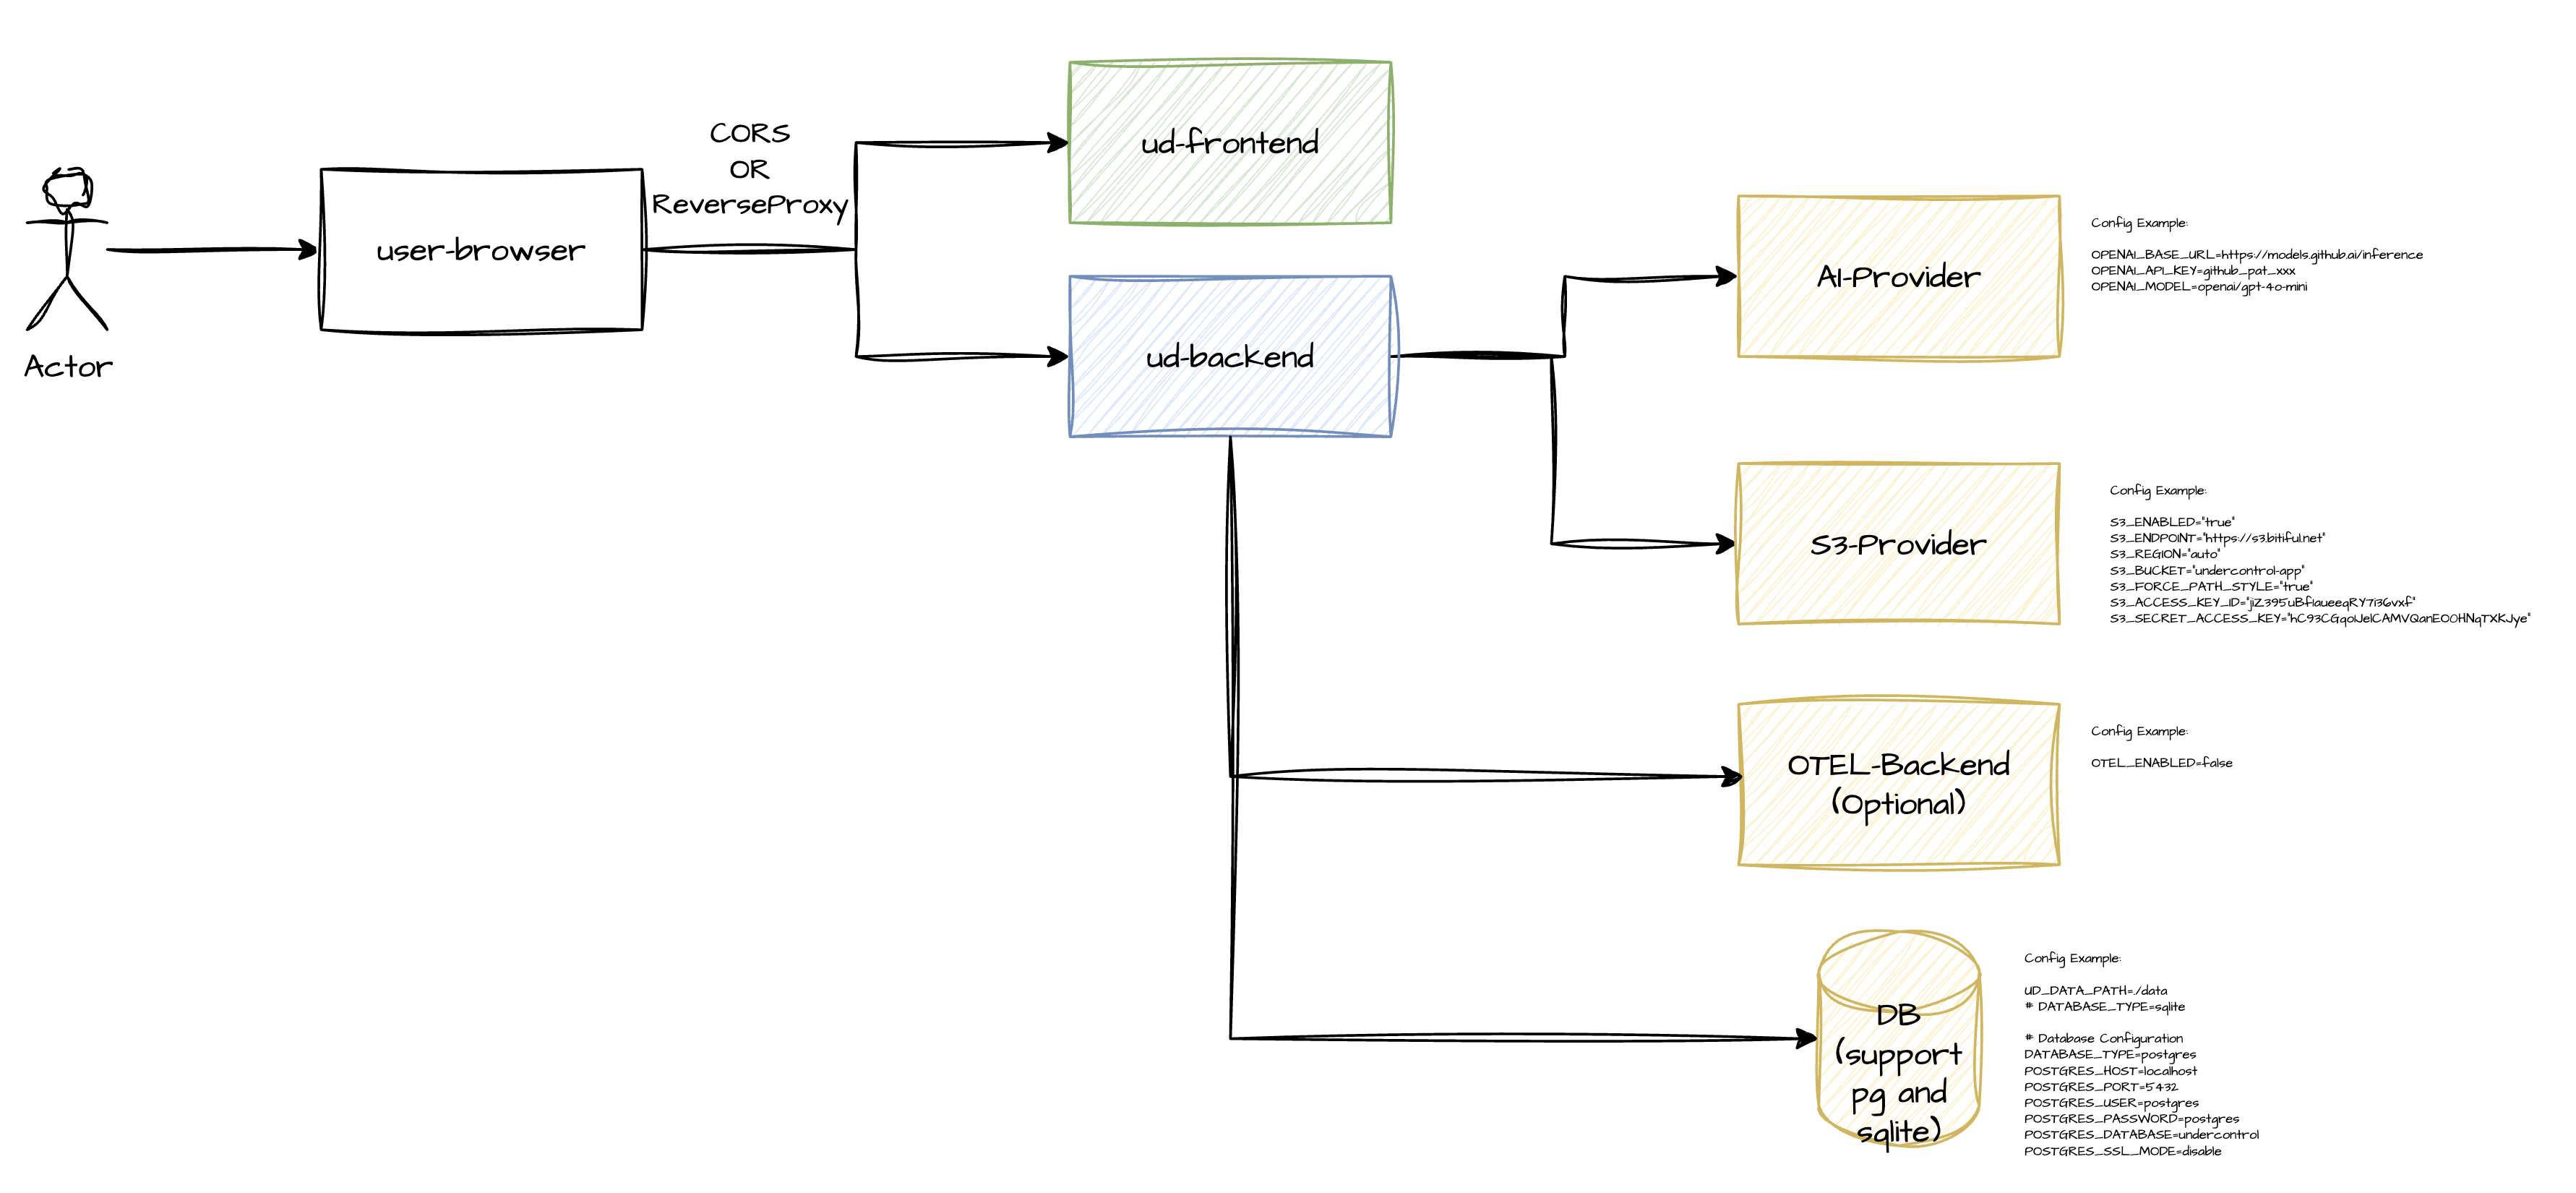 CORS
OR
ReverseProxy
Actor
user-browser
ud-frontend
ud-backend
AI-Provider
Config Example:
OPENAI_BASE_URL=https://models.github.ai/inference
OPENAI_API_KEY=github_pat_xxx
OPENAI_MODEL=openai/gpt-4o-mini
S3-Provider
Config Example:
S3_ENABLED="true"
S3_ENDPOINT="https://s3.bitiful.net"
S3_REGION="auto"
S3_BUCKET="undercontrol-app"
S3_FORCE_PATH_STYLE="true"
S3_ACCESS_KEY_ID=
S3_SECRET_ACCESS_KEY=
OTEL-Backend
(Optional)
Config Example:
OTEL_ENABLED=false
DB
(support
pg and
sqlite)
Config Example:
UD_DATA_PATH=./data
# DATABASE_TYPE=sqlite
# Database Configuration
DATABASE_TYPE=postgres
POSTGRES_HOST=localhost
POSTGRES_PORT=5432
POSTGRES_USER=postgres
POSTGRES_PASSWORD=postgres
POSTGRES_DATABASE=undercontrol
POSTGRES_SSL_MODE=disable